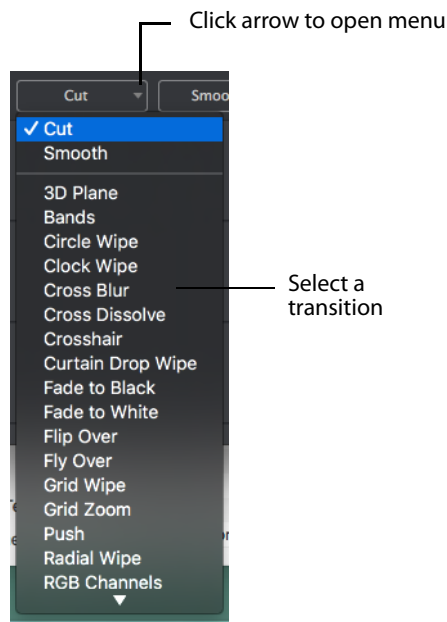 Click arrow to open menu
Cut
Smoo
✓ Cut
Smooth
3D Plane
Bands
Circle Wipe
Clock Wipe
Cross Blur
Select a
transition
Cross Dissolve
Crosshair
Curtain Drop Wipe
Fade to Black
Fade to White
Flip Over
Fly Over
Grid Wipe
Grid Zoom
Push
Radial Wipe
RGB Channels